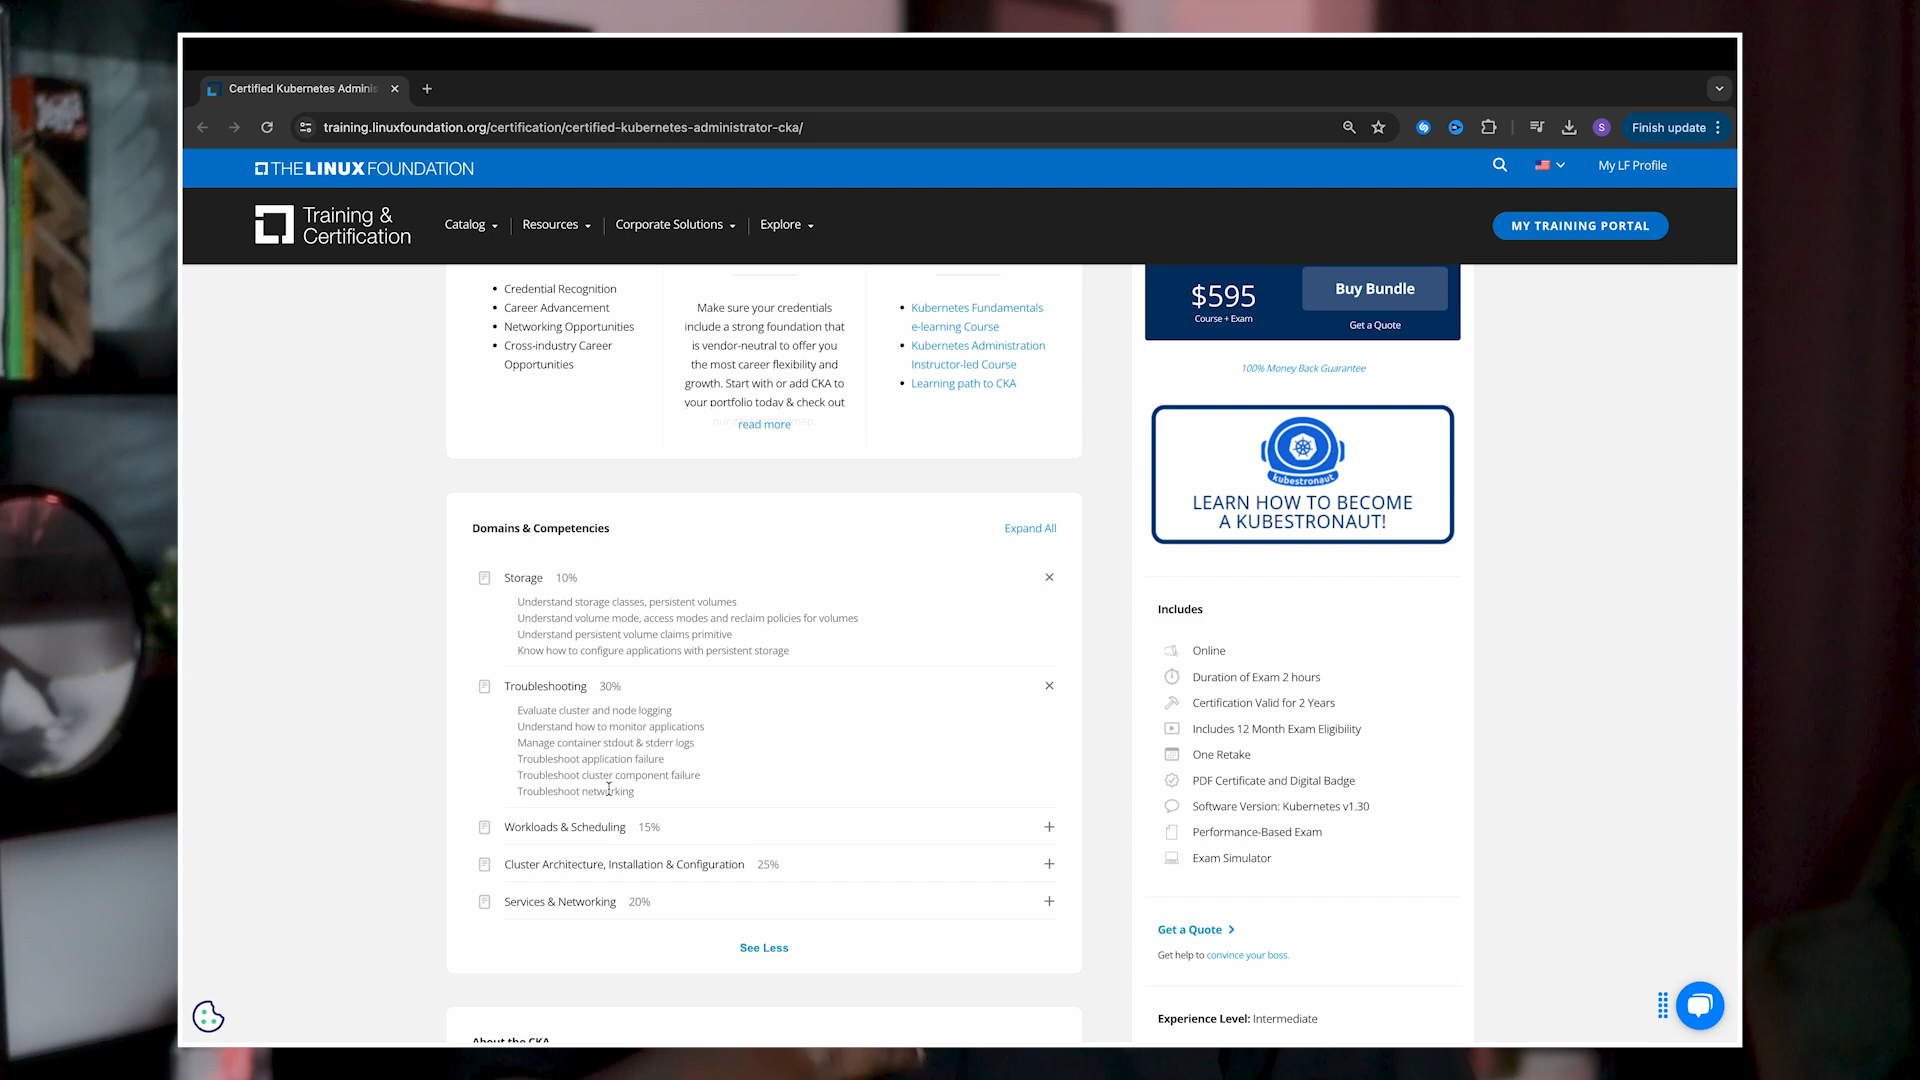 Certified Kubernetes Adminis
training.linuxfoundation.org/certification/certified-kubernetes-administrator-cka/
S
Finish update
THE LINUX FOUNDATION
My LF Profile
Training &
Certification
Catalog
Resources
Corporate Solutions
Explore
MY TRAINING PORTAL
Credential Recognition
Career Advancement
Networking Opportunities
Cross-industry Career
Opportunities
Make sure your credentials
include a strong foundation that
is vendor-neutral to offer you
the most career flexibility and
growth. Start with or add CKA to
your portfolio today & check out
read more
Kubernetes Fundamentals
e-learning Course
Kubernetes Administration
Instructor-led Course
Learning path to CKA
$595
Course + Exam
Buy Bundle
Get a Quote
100% Money Back Guarantee
kubestronaut
LEARN HOW TO BECOME
A KUBESTRONAUT!
Domains & Competencies
Expand All
Storage 10%
Understand storage classes, persistent volumes
Understand volume mode, access modes and reclaim policies for volumes
Understand persistent volume claims primitive
Know how to configure applications with persistent storage
Troubleshooting 30%
Evaluate cluster and node logging
Understand how to monitor applications
Manage container stdout & stderr logs
Troubleshoot application failure
Troubleshoot cluster component failure
Troubleshoot networking
Workloads & Scheduling 15%
Cluster Architecture, Installation & Configuration 25%
Services & Networking 20%
See Less
About the CKA
Includes
Online
Duration of Exam 2 hours
Certification Valid for 2 Years
Includes 12 Month Exam Eligibility
One Retake
PDF Certificate and Digital Badge
Software Version: Kubernetes v1.30
Performance-Based Exam
Exam Simulator
Get a Quote
Get help to convince your boss.
Experience Level: Intermediate